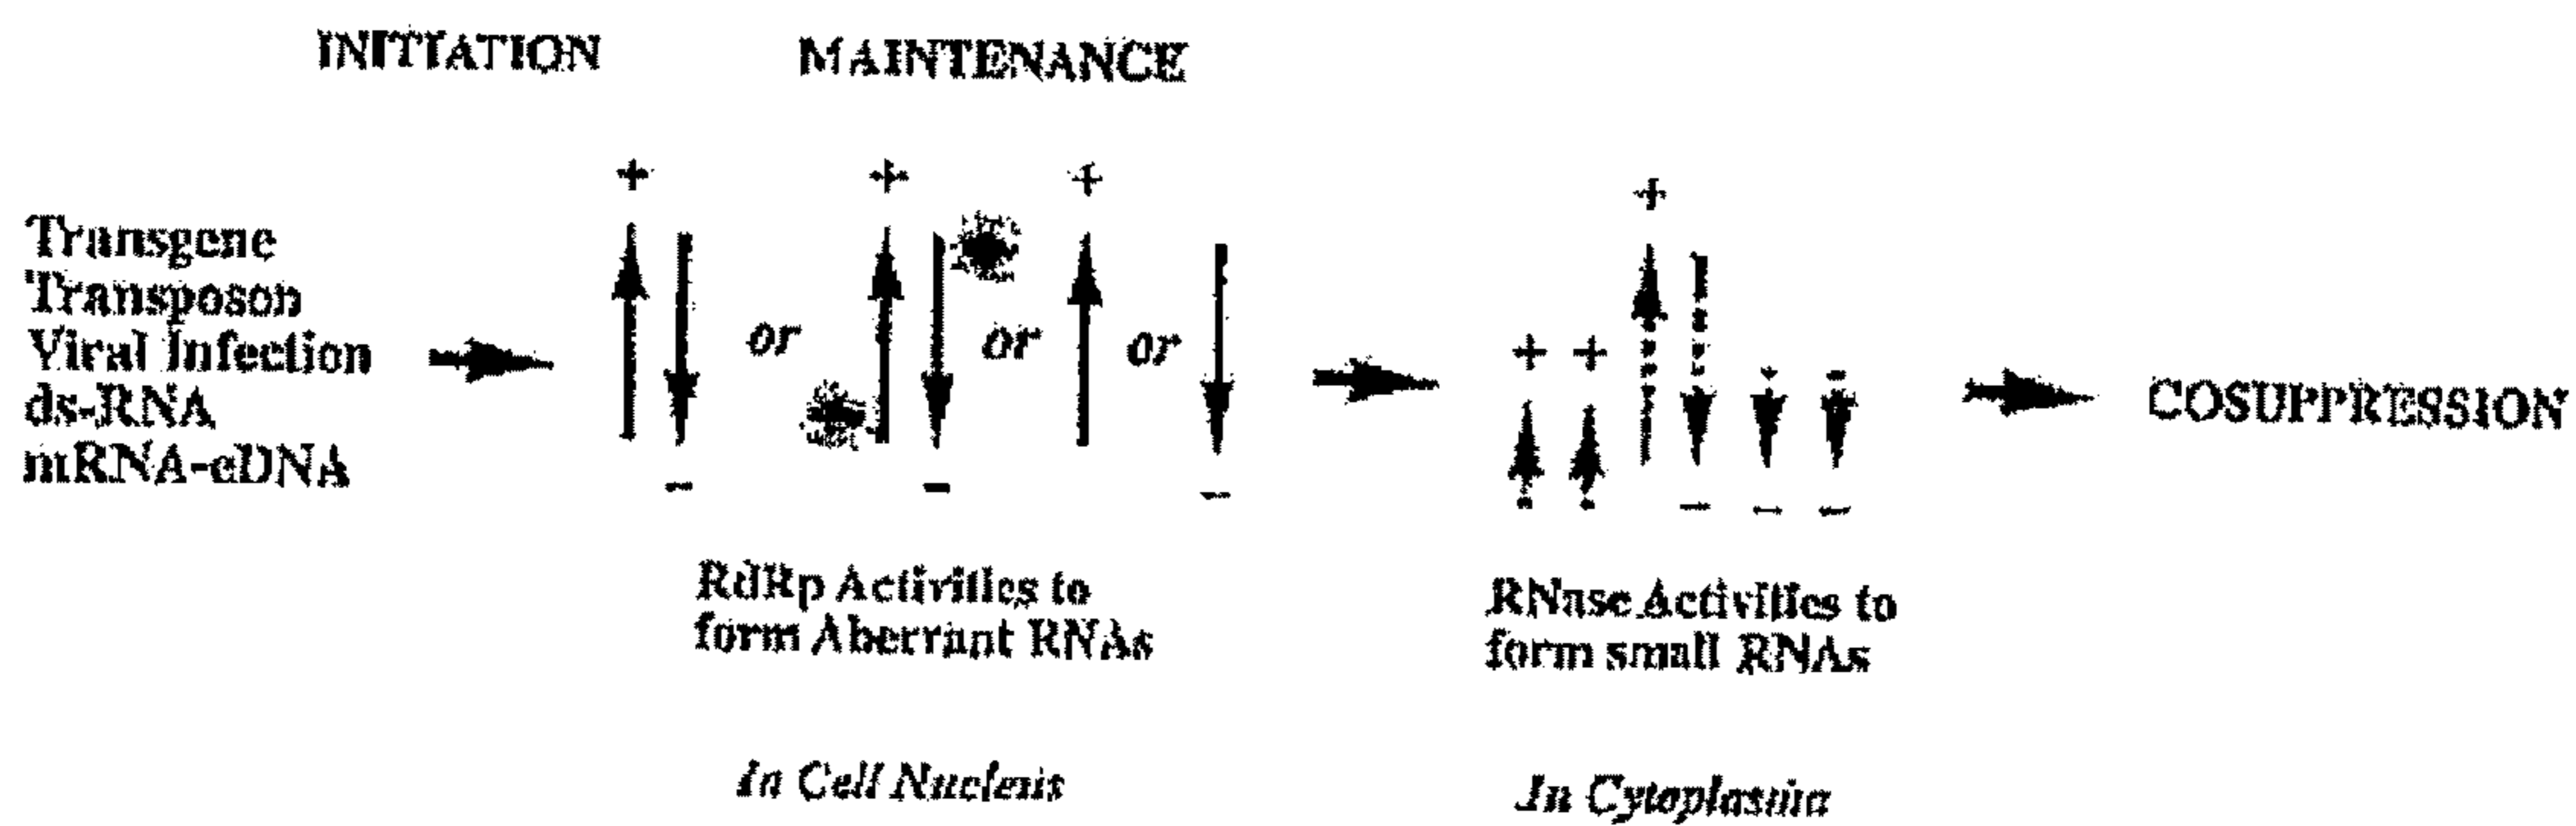 INITIATION MAINTENANCE
+ + + +
Transgene
Transposon
Viral Infection
ds-RNA
mRNA-cDNA
or or or
+ +
- - -
- - -
RdRp Activities to
form Aberrant RNAs
RNase Activities to
form small RNAs
COSUPPRESSION
In Cell Nucleus
In Cytoplasma